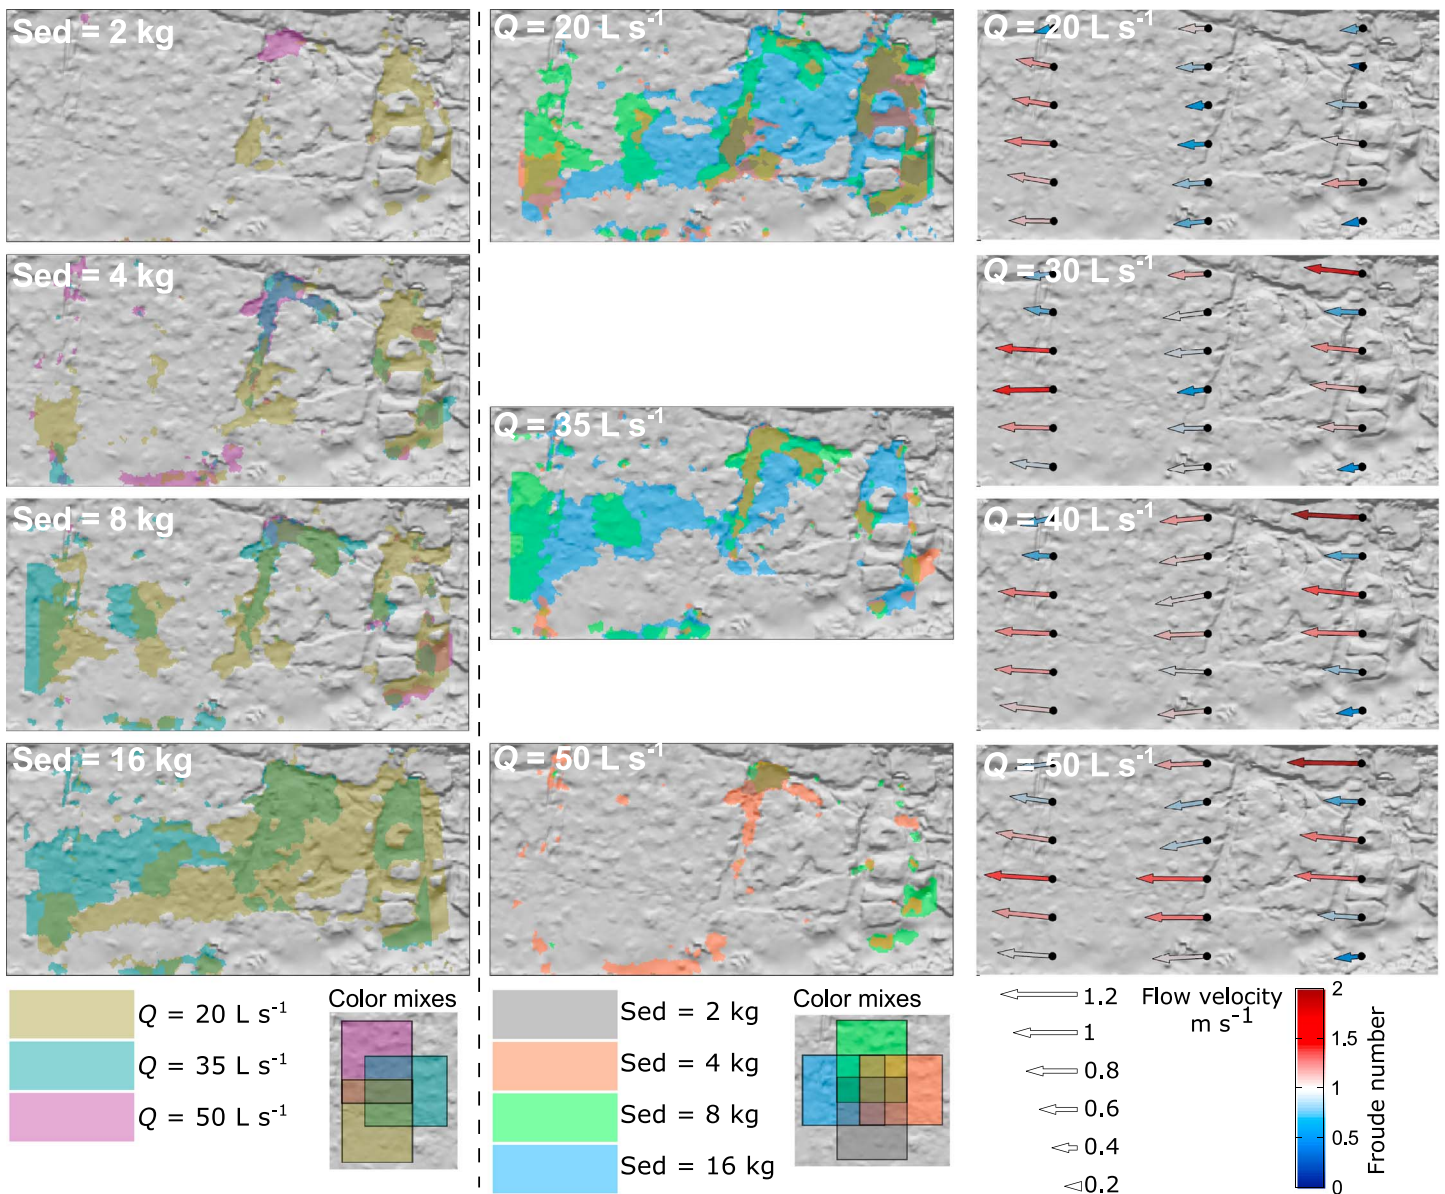 Sed = 2 kg
Sed = 4 kg
Sed = 8 kg
Sed = 16 kg
Q = 20 L s⁻¹
Q = 35 L s⁻¹
Q = 50 L s⁻¹
Color mixes
Q = 20 L s⁻¹
Q = 35 L s⁻¹
Q = 50 L s⁻¹
Sed = 2 kg
Sed = 4 kg
Sed = 8 kg
Sed = 16 kg
Color mixes
Q = 20 L s⁻¹
Q = 30 L s⁻¹
Q = 40 L s⁻¹
Q = 50 L s⁻¹
1.2
1
0.8
0.6
0.4
0.2
Flow velocity
m s⁻¹
Froude number
2
1.5
1
0.5
0